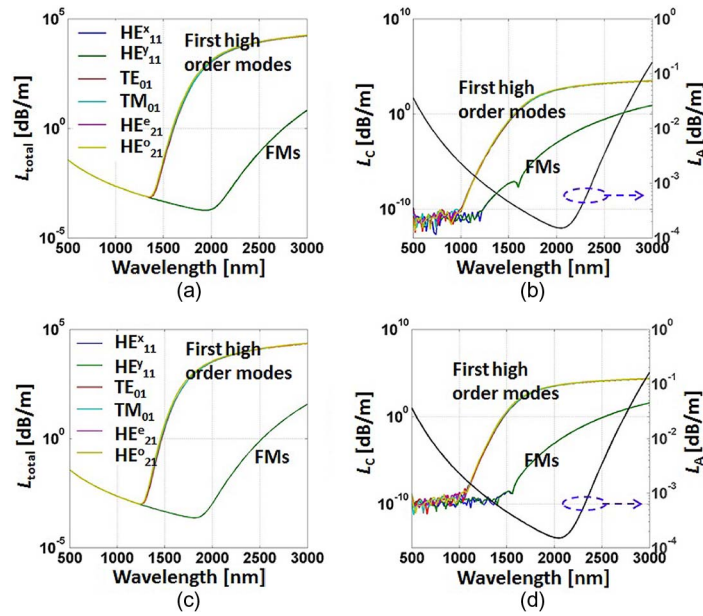 10^5
10^0
10^-5
L_total [dB/m]
HE^x_11
HE^y_11
TE_01
TM_01
HE^e_21
HE^o_21
First high
order modes
FMs
500 1000 1500 2000 2500 3000
Wavelength [nm]
(a)
10^10
10^0
10^-10
L_C [dB/m]
First high
order modes
FMs
10^0
10^-1
10^-2
10^-3
10^-4
L_A [dB/m]
500 1000 1500 2000 2500 3000
Wavelength [nm]
(b)
10^5
10^0
10^-5
L_total [dB/m]
HE^x_11
HE^y_11
TE_01
TM_01
HE^e_21
HE^o_21
First high
order modes
FMs
500 1000 1500 2000 2500 3000
Wavelength [nm]
(c)
10^10
10^0
10^-10
L_C [dB/m]
First high
order modes
FMs
10^0
10^-1
10^-2
10^-3
10^-4
L_A [dB/m]
500 1000 1500 2000 2500 3000
Wavelength [nm]
(d)